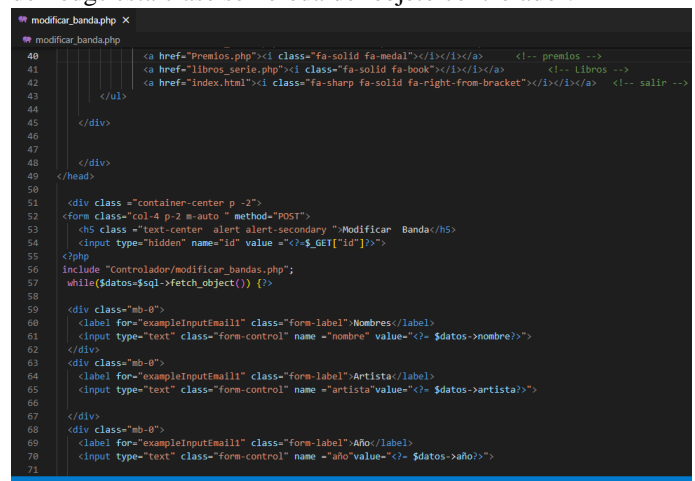 modificar_banda.php ×
modificar_banda.php
40 <a href="Premios.php"><i class="fa-solid fa-medal"></i></i></a> <!-- premios -->
41 <a href="libros_serie.php"><i class="fa-solid fa-book"></i></i></a> <!-- Libros -->
42 <a href="index.html"><i class="fa-sharp fa-solid fa-right-from-bracket"></i></i></a> <!-- salir -->
43 </ul>
44
45 </div>
46
47
48 </div>
49 </head>
50
51 <div class ="container-center p -2">
52 <form class="col-4 p-2 m-auto " method="POST">
53 <h5 class ="text-center alert alert-secondary ">Modificar Banda</h5>
54 <input type="hidden" name="id" value ="<?=$_GET["id"]?>">
55 <?php
56 include "Controlador/modificar_bandas.php";
57 while($datos=$sql->fetch_object()) {?>
58
59 <div class="mb-0">
60 <label for="exampleInputEmail1" class="form-label">Nombres</label>
61 <input type="text" class="form-control" name ="nombre" value="<?= $datos->nombre?>">
62 </div>
63 <div class="mb-0">
64 <label for="exampleInputEmail1" class="form-label">Artista</label>
65 <input type="text" class="form-control" name ="artista"value="<?= $datos->artista?>">
66
67 </div>
68 <div class="mb-0">
69 <label for="exampleInputEmail1" class="form-label">Año</label>
70 <input type="text" class="form-control" name ="año"value="<?= $datos->año?>">
71